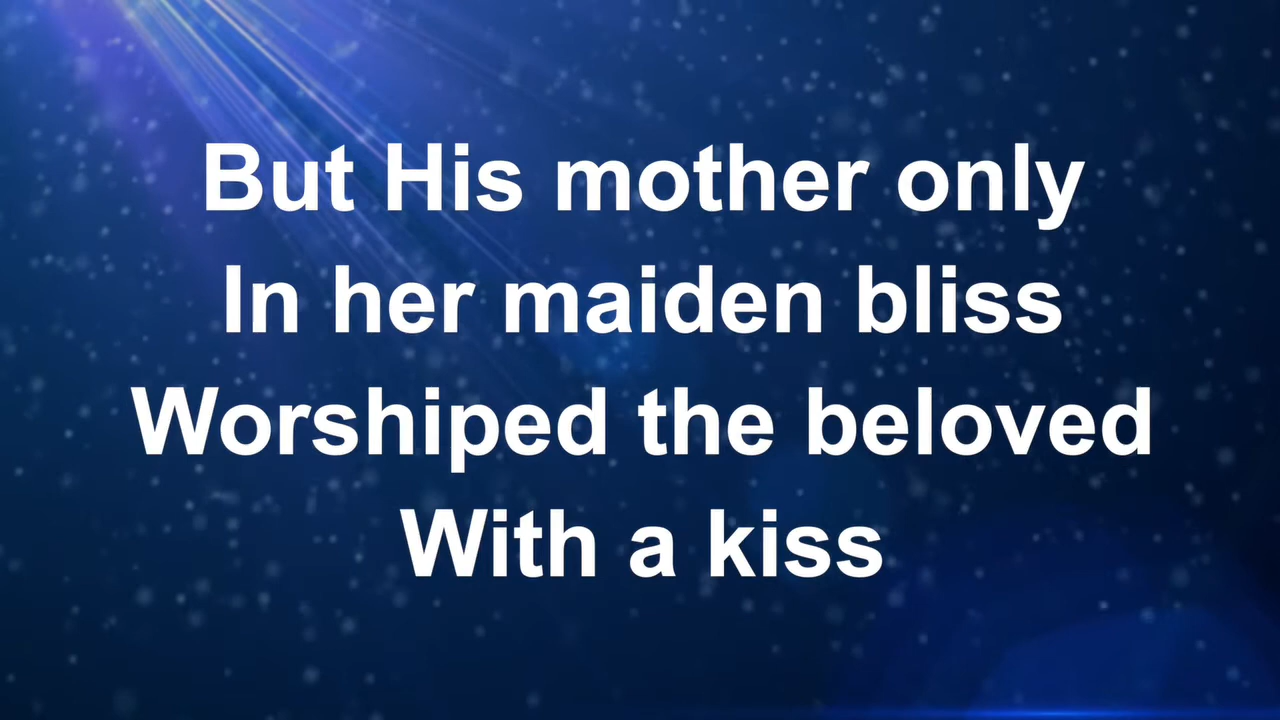 But His mother only
In her maiden bliss
Worshiped the beloved
With a kiss